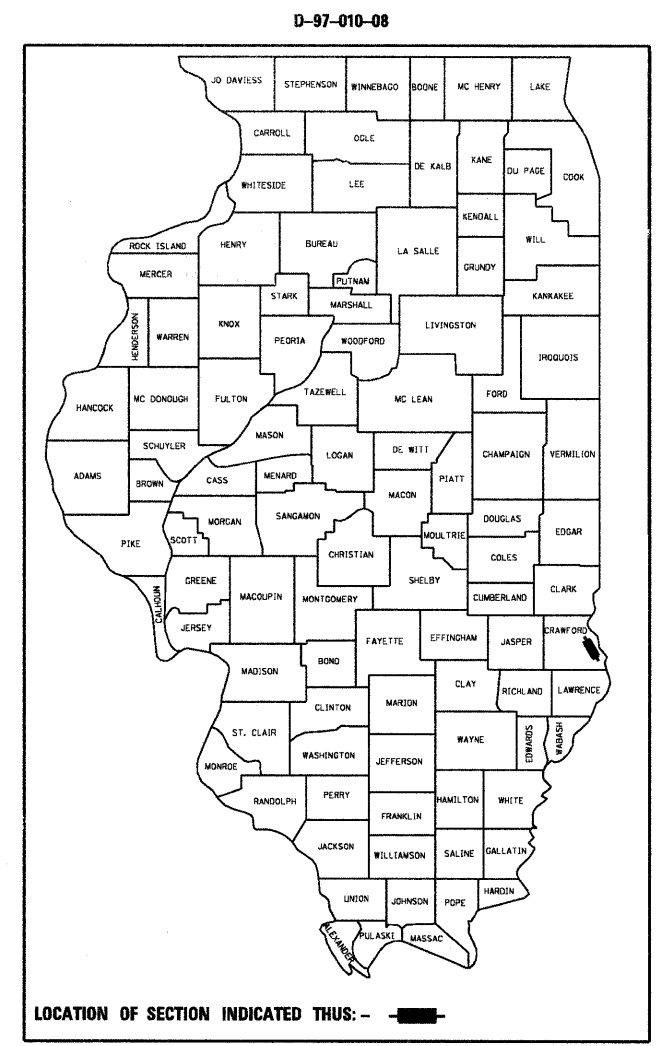 D-97-010-08
JO DAVIESS STEPHENSON WINNEBAGO BOONE MC HENRY LAKE
CARROLL OGLE
DE KALB KANE DU PAGE COOK
WHITESIDE LEE
KENDALL
ROCK ISLAND HENRY BUREAU LA SALLE WILL
GRUNDY
MERCER PUTNAM
STARK MARSHALL KANKAKEE
HENDERSON WARREN KNOX PEORIA WOODFORD LIVINGSTON
IROQUOIS
HANCOCK MC DONOUGH FULTON TAZEWELL MC LEAN FORD
MASON
SCHUYLER LOGAN DE WITT CHAMPAIGN VERMILION
ADAMS BROWN CASS MENARD PIATT
MACON
PIKE SCOTT MORGAN SANGAMON MOULTRIE DOUGLAS EDGAR
CHRISTIAN COLES
GREENE SHELBY
CALHOUN MACOUPIN MONTGOMERY CUMBERLAND CLARK
JERSEY FAYETTE EFFINGHAM JASPER CRAWFORD
MADISON BOND
CLAY RICHLAND LAWRENCE
CLINTON MARION
ST. CLAIR WAYNE EDWARDS WABASH
WASHINGTON JEFFERSON
MONROE
RANDOLPH PERRY HAMILTON WHITE
FRANKLIN
JACKSON WILLIAMSON SALINE GALLATIN
UNION JOHNSON POPE HARDIN
ALEXANDER PULASKI MASSAC
LOCATION OF SECTION INDICATED THUS:-